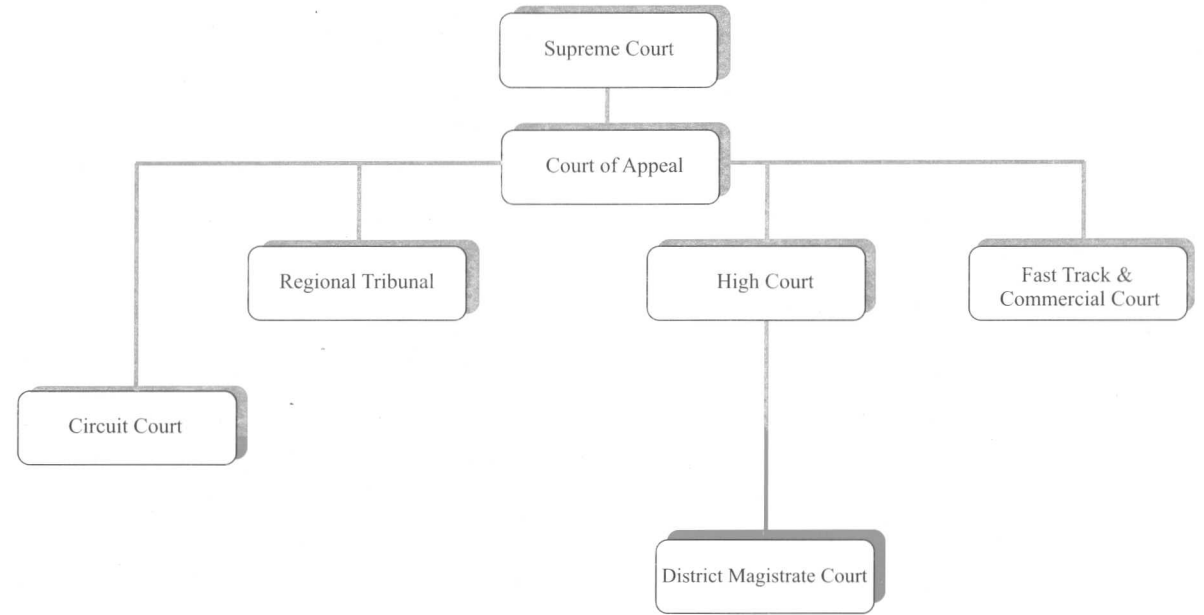 Supreme Court
Court of Appeal
Regional Tribunal
High Court
Fast Track &
Commercial Court
Circuit Court
District Magistrate Court